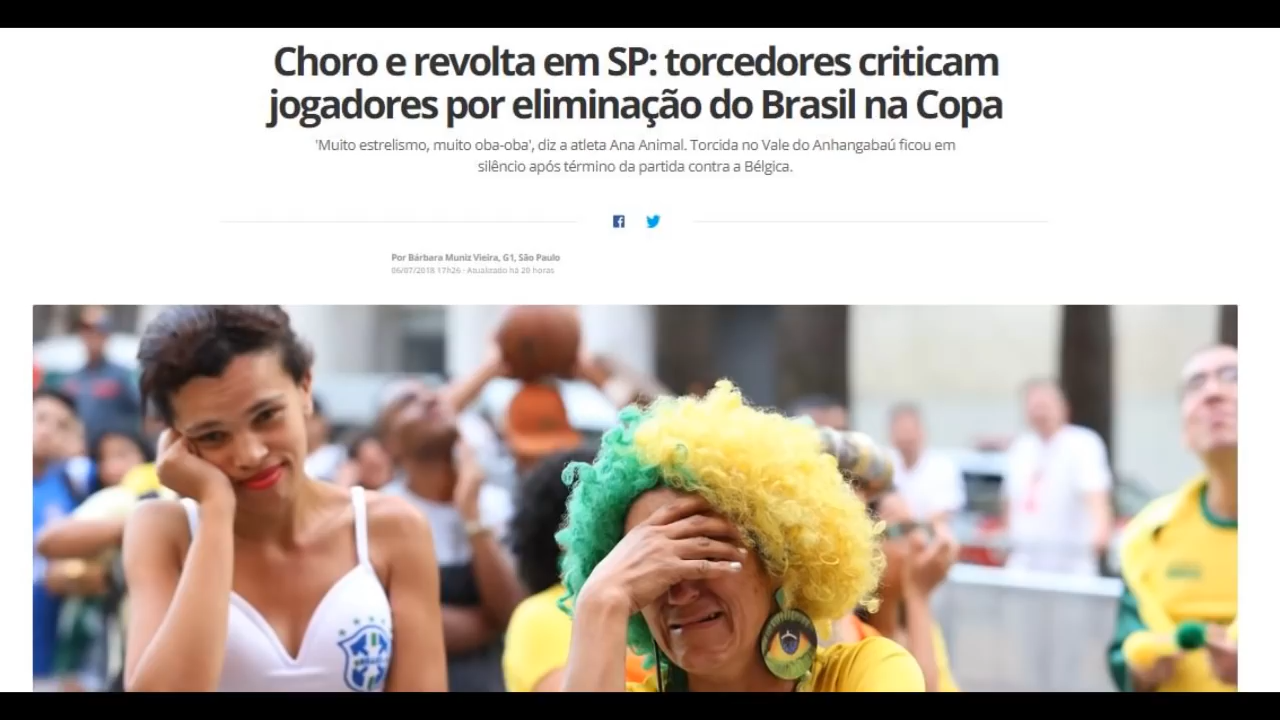 Choro e revolta em SP: torcedores criticam
jogadores por eliminação do Brasil na Copa
'Muito estrelismo, muito oba-oba', diz a atleta Ana Animal. Torcida no Vale do Anhangabaú ficou em
silêncio após término da partida contra a Bélgica.
Por Bárbara Muniz Vieira, G1, São Paulo
06/07/2018 17h26 · Atualizado há 20 horas